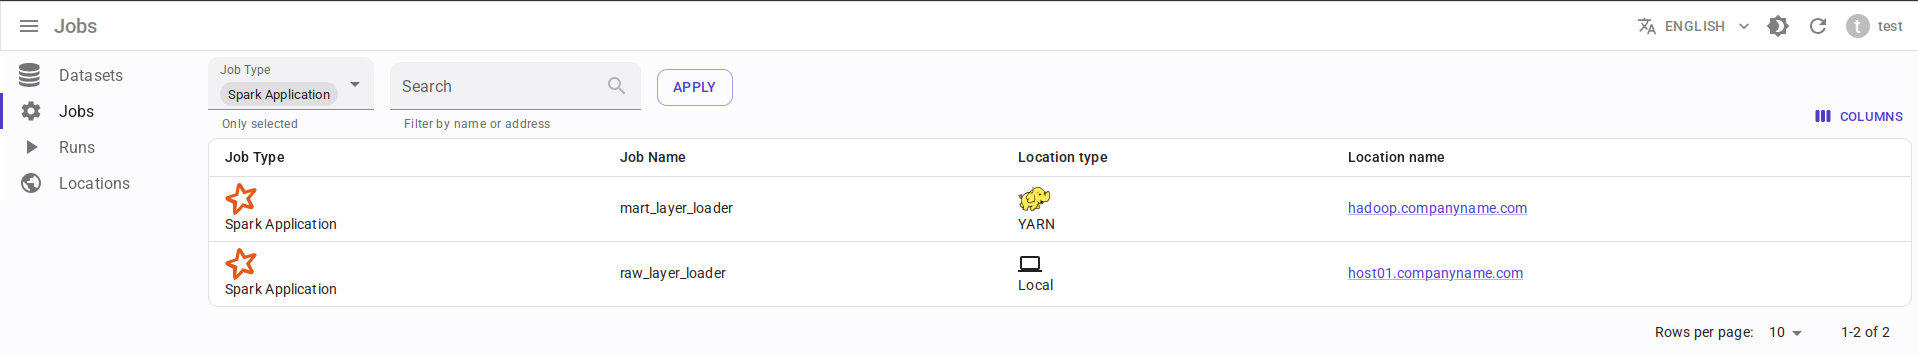 Jobs
ENGLISH
t
test
Datasets
Jobs
Runs
Locations
Job Type
Spark Application
Only selected
Search
Filter by name or address
APPLY
COLUMNS
Job Type Job Name Location type Location name
Spark Application mart_layer_loader YARN hadoop.companyname.com
Spark Application raw_layer_loader Local host01.companyname.com
Rows per page: 10 1-2 of 2